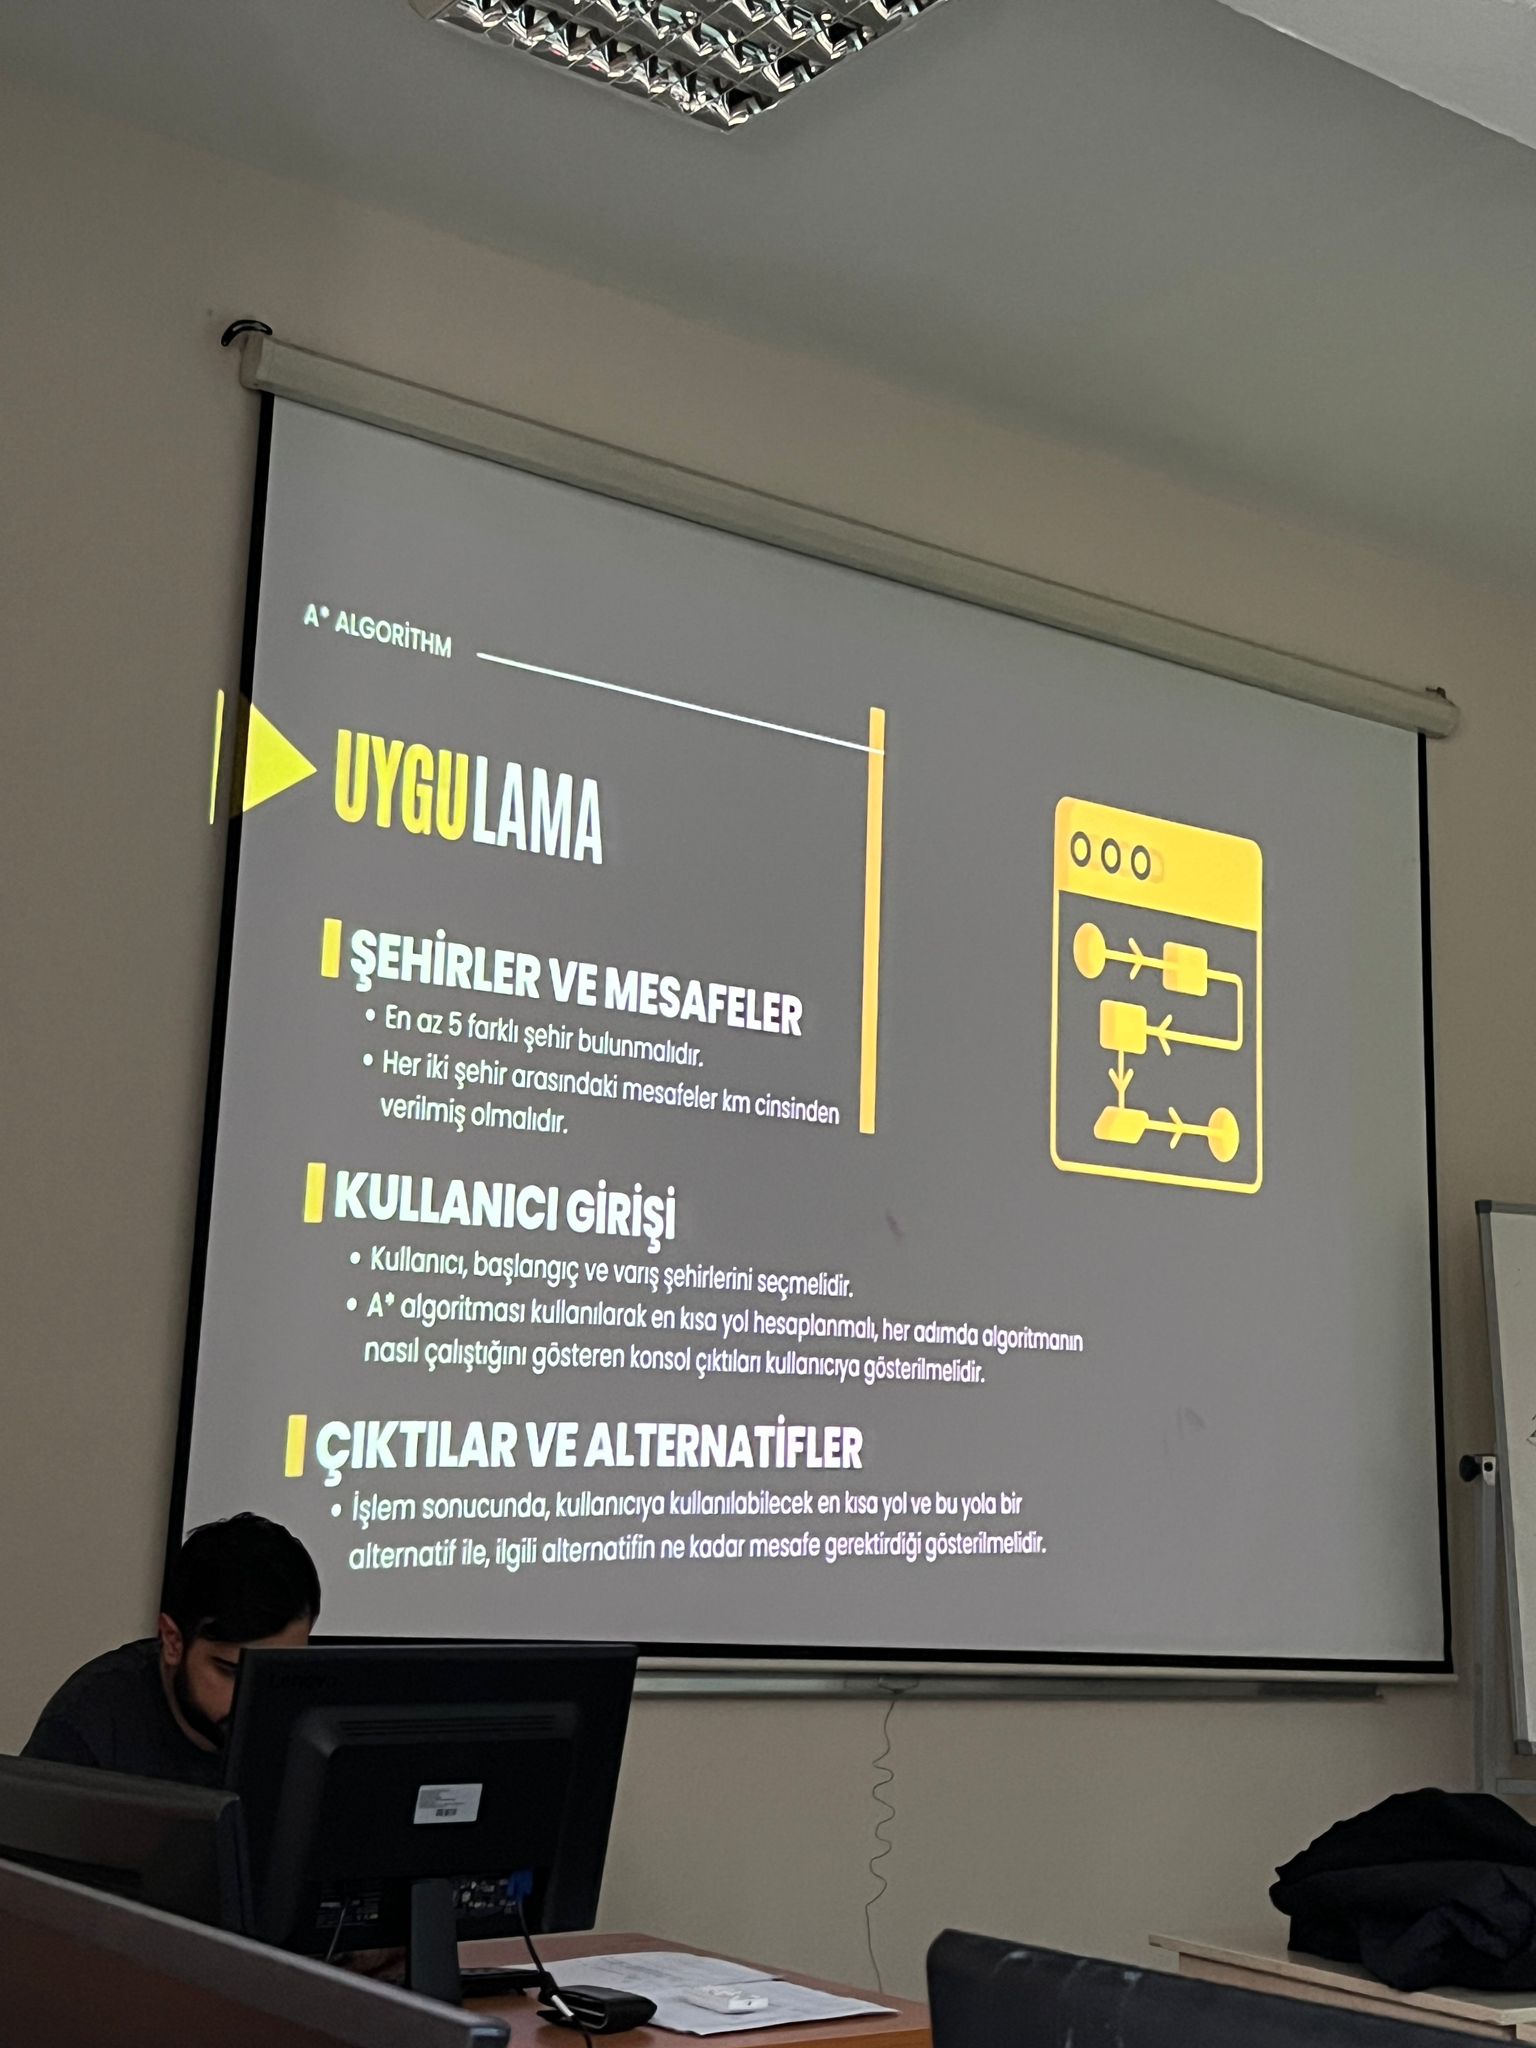 A* ALGORİTHM
UYGULAMA
ŞEHİRLER VE MESAFELER
• En az 5 farklı şehir bulunmalıdır.
• Her iki şehir arasındaki mesafeler km cinsinden
verilmiş olmalıdır.
KULLANICI GİRİŞİ
• Kullanıcı, başlangıç ve varış şehirlerini seçmelidir.
• A* algoritması kullanılarak en kısa yol hesaplanmalı, her adımda algoritmanın
nasıl çalıştığını gösteren konsol çıktıları kullanıcıya gösterilmelidir.
ÇIKTILAR VE ALTERNATİFLER
• İşlem sonucunda, kullanıcıya kullanılabilecek en kısa yol ve bu yola bir
alternatif ile, ilgili alternatifin ne kadar mesafe gerektirdiği gösterilmelidir.
Lenovo